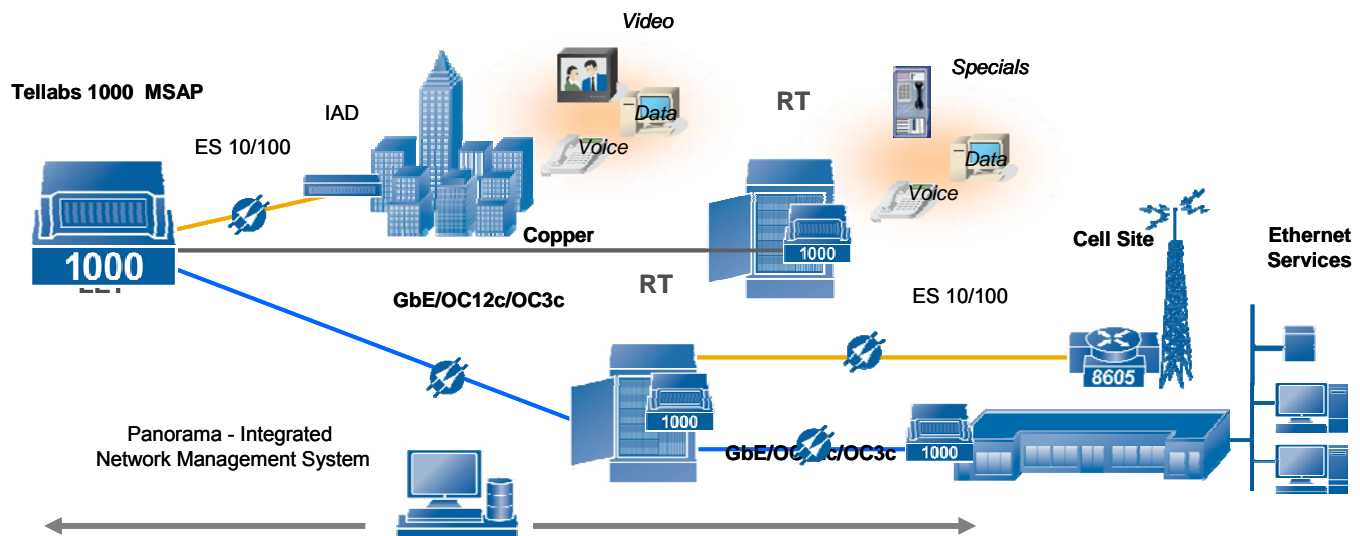 Video
Tellabs 1000 MSAP
IAD
ES 10/100
Data
Voice
RT
Specials
Data
Voice
1000
Copper
1000
RT
GbE/OC12c/OC3c
Cell Site
Ethernet
Services
ES 10/100
8605
1000
Panorama - Integrated
Network Management System
1000